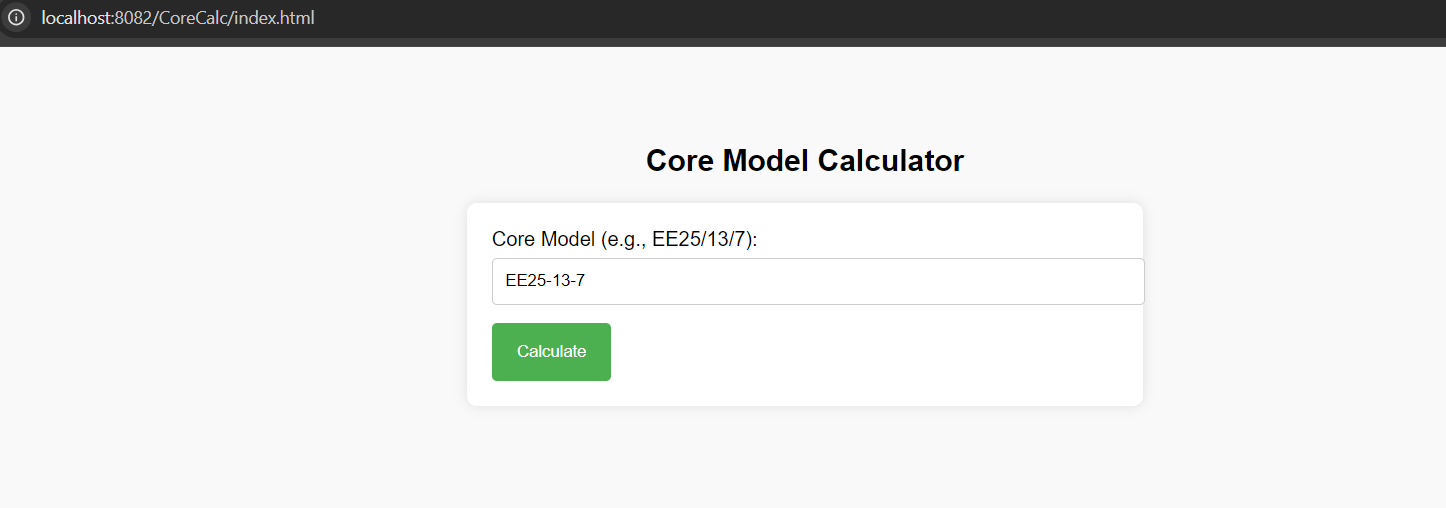 localhost:8082/CoreCalc/index.html
Core Model Calculator
Core Model (e.g., EE25/13/7):
EE25-13-7
Calculate